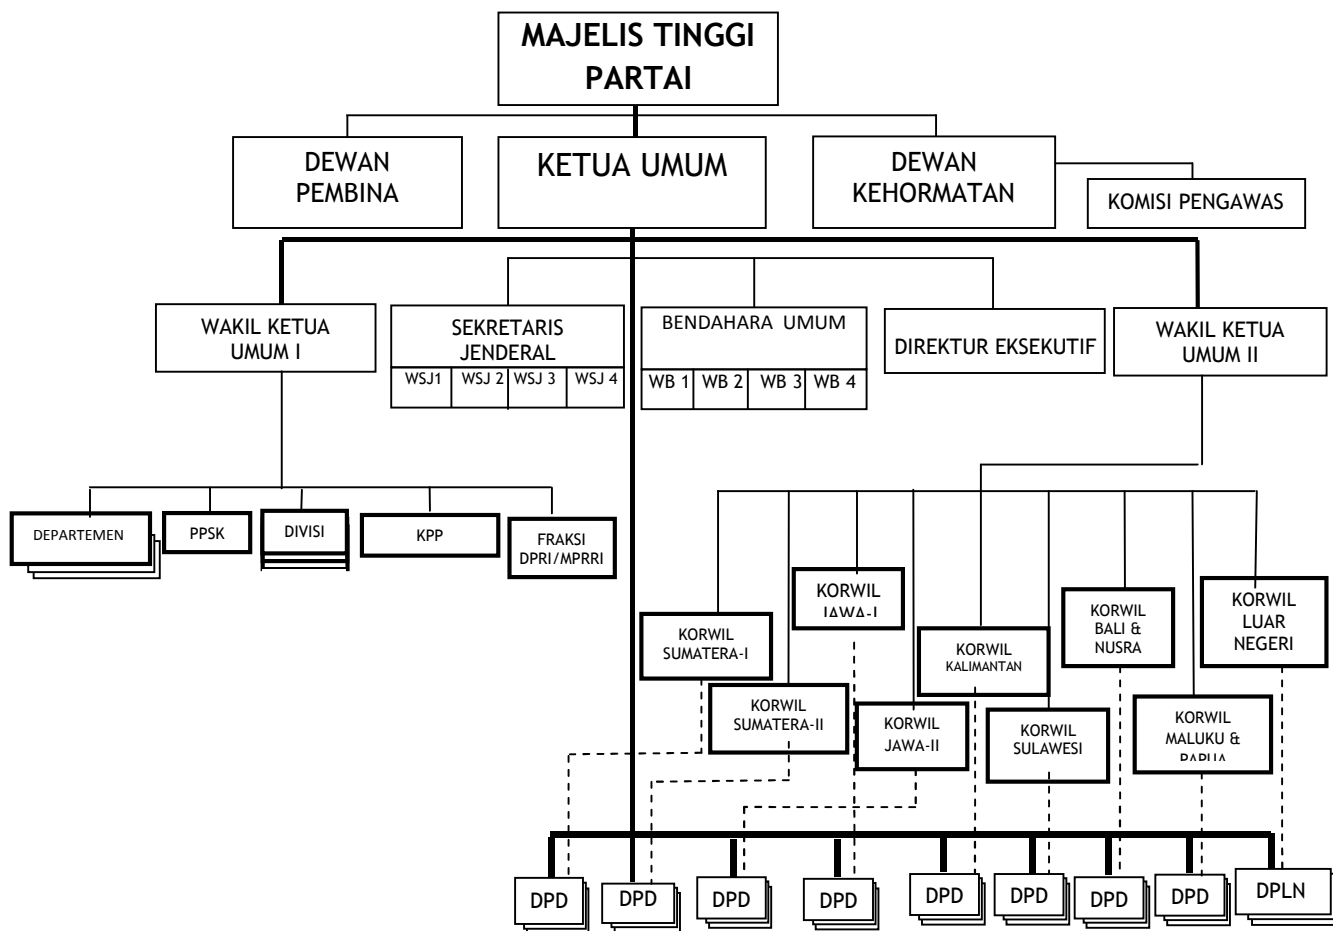 MAJELIS TINGGI
PARTAI
DEWAN
PEMBINA
KETUA UMUM
DEWAN
KEHORMATAN
KOMISI PENGAWAS
WAKIL KETUA
UMUM I
SEKRETARIS
JENDERAL
WSJ1 WSJ 2 WSJ 3 WSJ 4
BENDAHARA UMUM
WB 1 WB 2 WB 3 WB 4
DIREKTUR EKSEKUTIF
WAKIL KETUA
UMUM II
DEPARTEMEN
PPSK
DIVISI
KPP
FRAKSI
DPRI/MPRRI
KORWIL
SUMATERA-I
KORWIL
SUMATERA-II
KORWIL
JAWA-I
KORWIL
JAWA-II
KORWIL
KALIMANTAN
KORWIL
SULAWESI
KORWIL
BALI &
NUSRA
KORWIL
MALUKU &
PAPUA
KORWIL
LUAR
NEGERI
DPD
DPD
DPD
DPD
DPD
DPD
DPD
DPD
DPLN